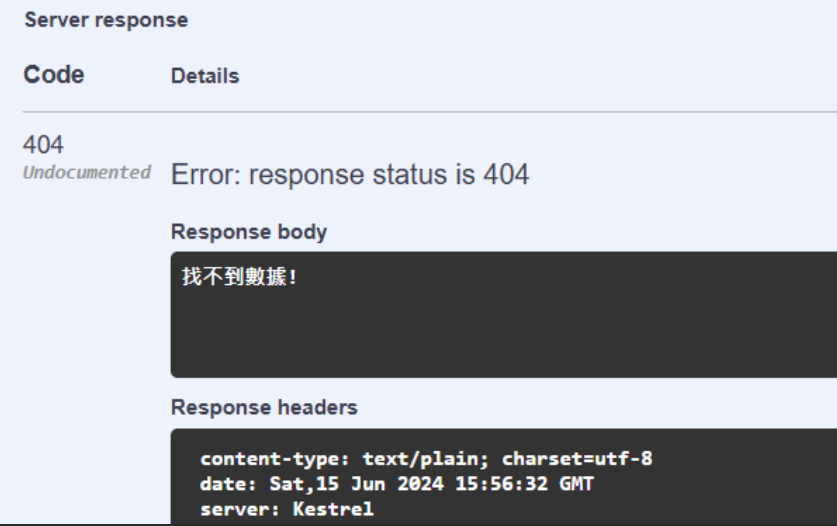 Server response
Code Details
404
Undocumented
Error: response status is 404
Response body
找不到數據!
Response headers
content-type: text/plain; charset=utf-8
date: Sat,15 Jun 2024 15:56:32 GMT
server: Kestrel